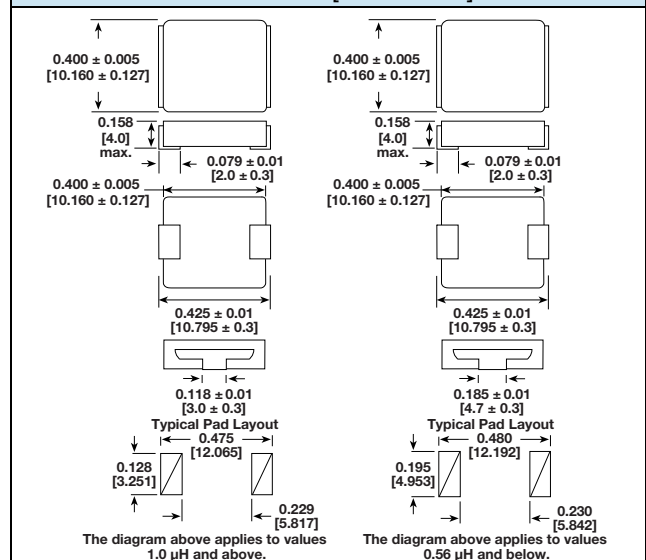 0.400 ± 0.005
[10.160 ± 0.127]
0.158
[4.0]
max.
0.079 ± 0.01
[2.0 ± 0.3]
0.400 ± 0.005
[10.160 ± 0.127]
0.425 ± 0.01
[10.795 ± 0.3]
0.118 ± 0.01
[3.0 ± 0.3]
Typical Pad Layout
0.475
[12.065]
0.128
[3.251]
0.229
[5.817]
The diagram above applies to values
1.0 µH and above.
0.400 ± 0.005
[10.160 ± 0.127]
0.158
[4.0]
max.
0.079 ± 0.01
[2.0 ± 0.3]
0.400 ± 0.005
[10.160 ± 0.127]
0.425 ± 0.01
[10.795 ± 0.3]
0.185 ± 0.01
[4.7 ± 0.3]
Typical Pad Layout
0.480
[12.192]
0.195
[4.953]
0.230
[5.842]
The diagram above applies to values
0.56 µH and below.